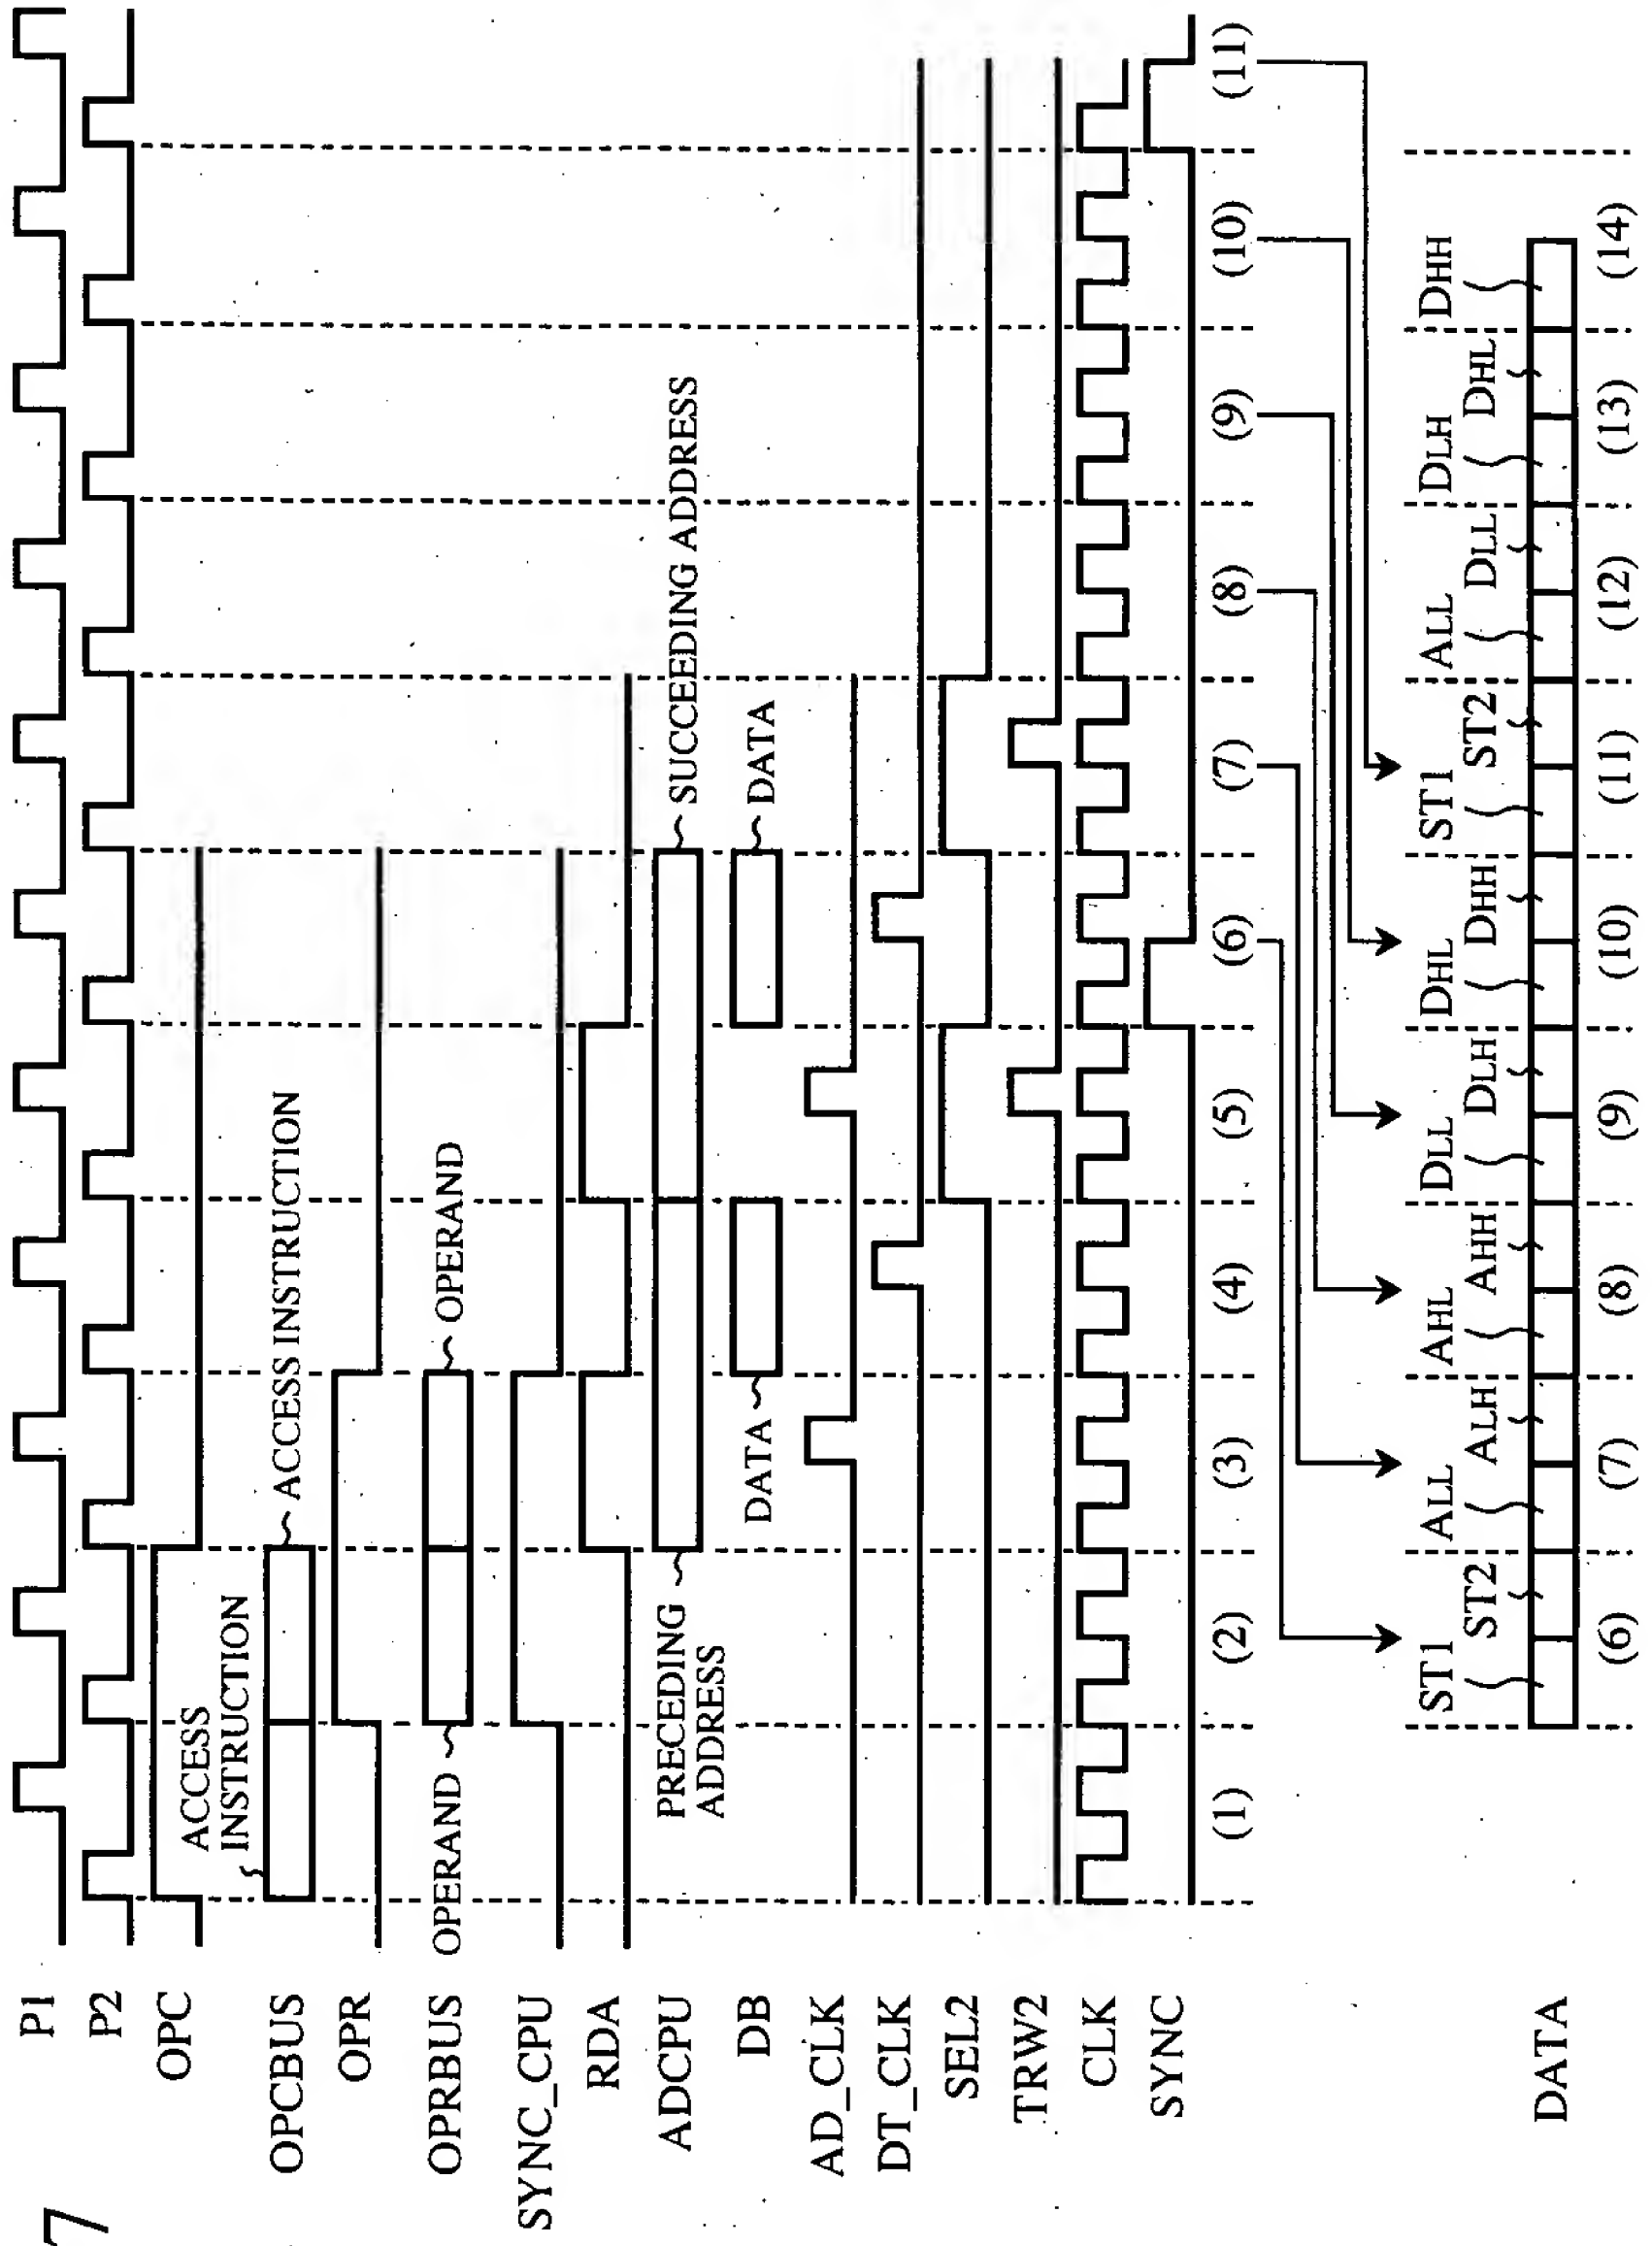 7
P1
P2
OPC
ACCESS
INSTRUCTION
OPCBUS
ACCESS INSTRUCTION
OPR
OPRBUS
OPERAND
OPERAND
SYNC_CPU
RDA
ADCPU
PRECEDING
ADDRESS
SUCCEEDING ADDRESS
DB
DATA
DATA
AD_CLK
DT_CLK
SEL2
TRW2
CLK
SYNC
(1) (2) (3) (4) (5) (6) (7) (8) (9) (10) (11)
ST1 ALL AHL DLL DHL ST1 ALL DLH DHH
ST2 ALH AHH DLH DHH ST2 DLL DHL
DATA
(6) (7) (8) (9) (10) (11) (12) (13) (14)